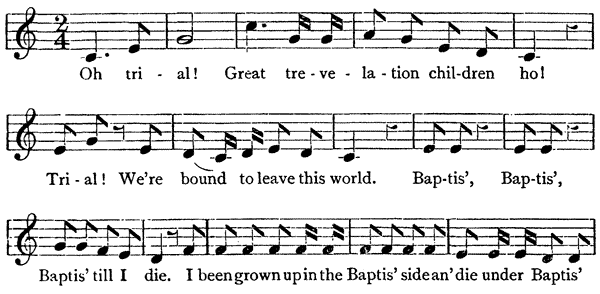 2
4
Oh tri - al! Great tre - ve - la - tion chil-dren ho!
Tri - al! We're bound to leave this world. Bap-tis', Bap-tis',
Baptis' till I die. I been grown up in the Baptis' side an' die under Baptis'